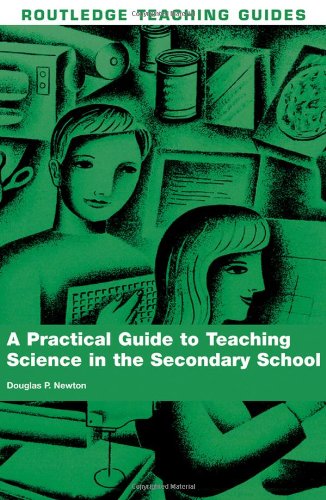 ROUTLEDGE TEACHING GUIDES
A Practical Guide to Teaching
Science in the Secondary School
Douglas P. Newton